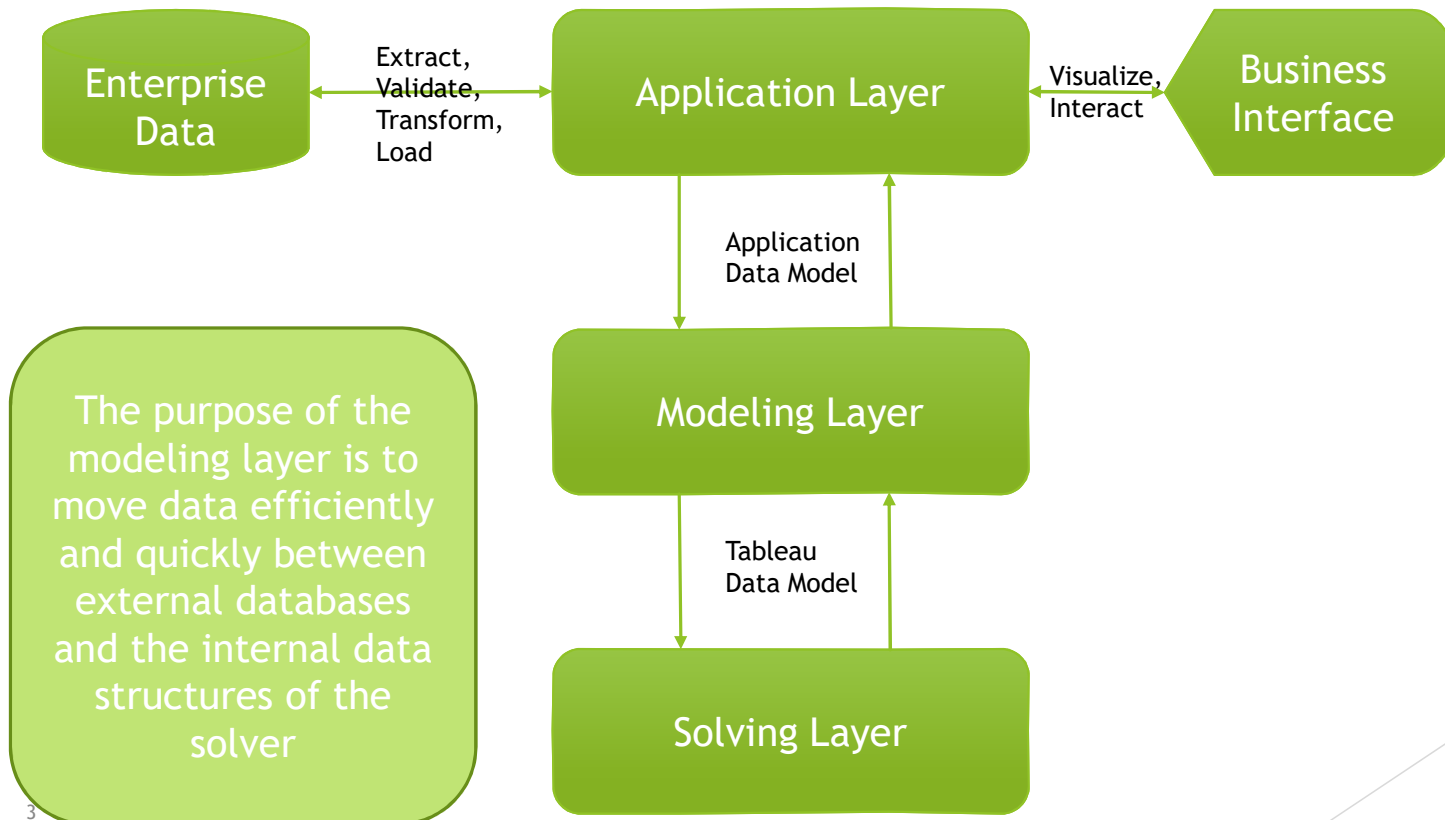 Enterprise
Data
Extract,
Validate,
Transform,
Load
Application Layer
Visualize,
Interact
Business
Interface
Application
Data Model
Modeling Layer
The purpose of the
modeling layer is to
move data efficiently
and quickly between
external databases
and the internal data
structures of the
solver
Tableau
Data Model
Solving Layer
3